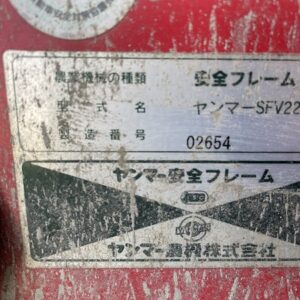 農業機械の種類 安全フレーム
型式名 ヤンマーSFV22
製造番号 02654
ヤンマー安全フレーム
ヤンマー農機株式会社